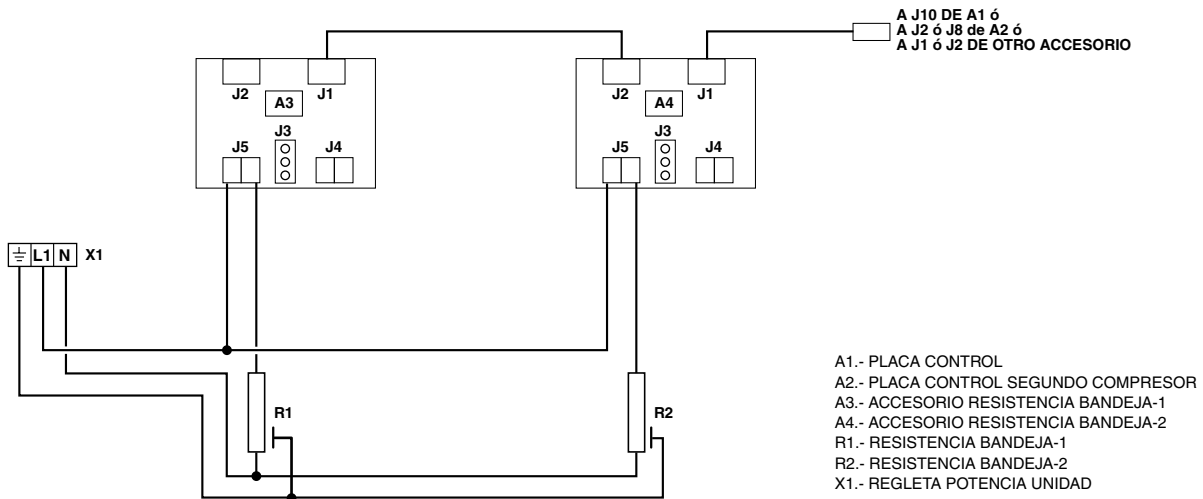 A J10 DE A1 ó
A J2 ó J8 de A2 ó
A J1 ó J2 DE OTRO ACCESORIO
J2
J1
A3
J3
J5
J4
J2
J1
A4
J3
J5
J4
L1 N X1
R1
R2
A1.- PLACA CONTROL
A2.- PLACA CONTROL SEGUNDO COMPRESOR
A3.- ACCESORIO RESISTENCIA BANDEJA-1
A4.- ACCESORIO RESISTENCIA BANDEJA-2
R1.- RESISTENCIA BANDEJA-1
R2.- RESISTENCIA BANDEJA-2
X1.- REGLETA POTENCIA UNIDAD